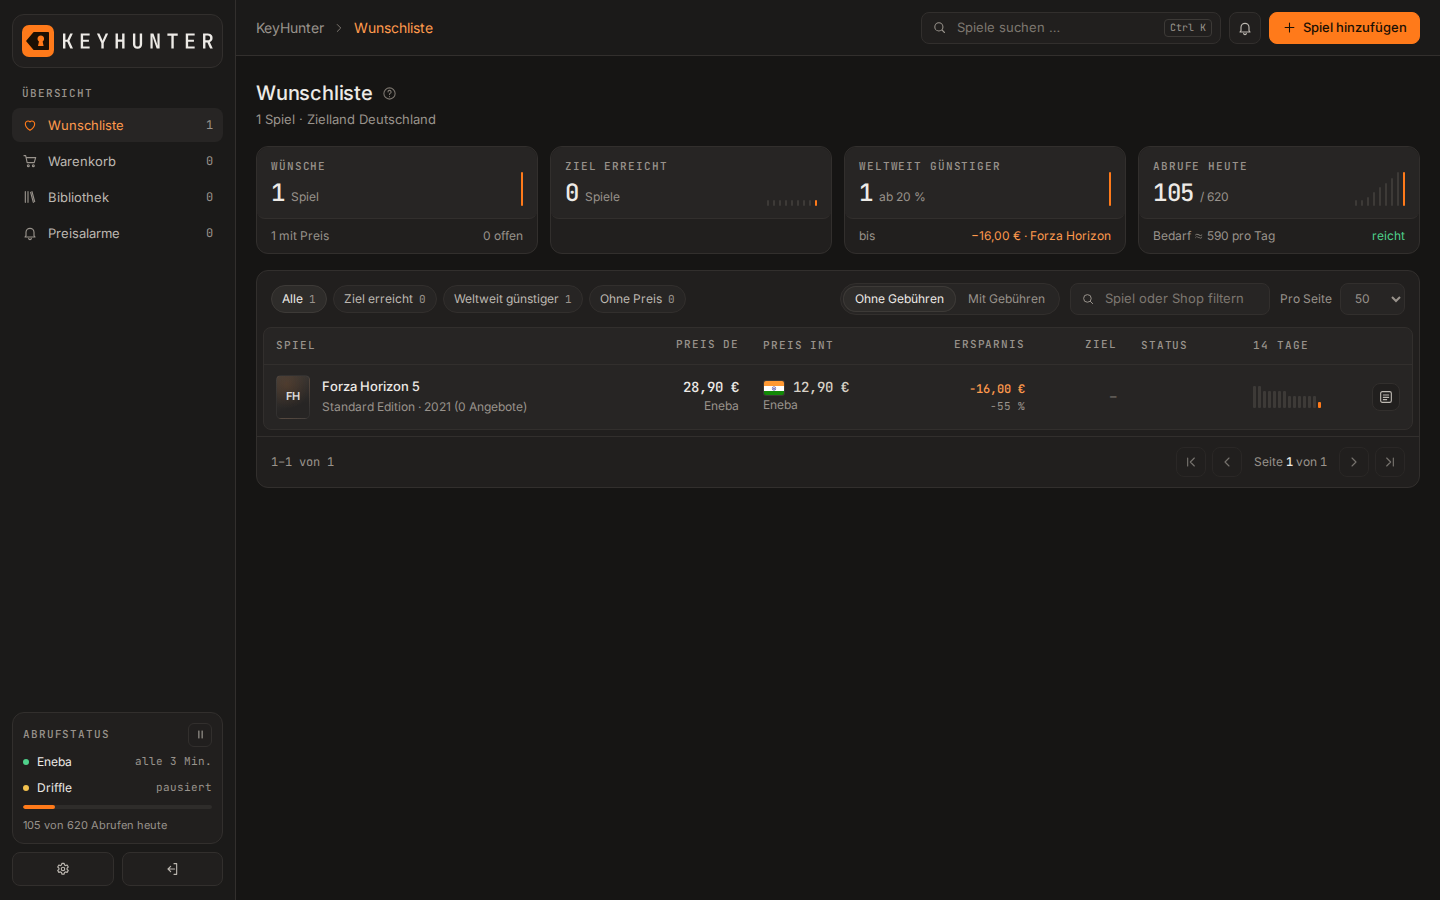 KEYHUNTER
ÜBERSICHT
Wunschliste 1
Warenkorb 0
Bibliothek 0
Preisalarme 0
ABRUFSTATUS
Eneba alle 3 Min.
Driffle pausiert
105 von 620 Abrufen heute
KeyHunter Wunschliste
Spiele suchen ... Ctrl K
Spiel hinzufügen
Wunschliste
1 Spiel · Zielland Deutschland
WÜNSCHE
1 Spiel
1 mit Preis 0 offen
ZIEL ERREICHT
0 Spiele
WELTWEIT GÜNSTIGER
1 ab 20 %
bis −16,00 € · Forza Horizon
ABRUFE HEUTE
105 / 620
Bedarf ≈ 590 pro Tag reicht
Alle 1 Ziel erreicht 0 Weltweit günstiger 1 Ohne Preis 0
Ohne Gebühren Mit Gebühren
Spiel oder Shop filtern
Pro Seite 50
SPIEL PREIS DE PREIS INT ERSPARNIS ZIEL STATUS 14 TAGE
FH Forza Horizon 5 28,90 € 12,90 € -16,00 € –
Standard Edition · 2021 (0 Angebote) Eneba Eneba -55 %
1–1 von 1
Seite 1 von 1